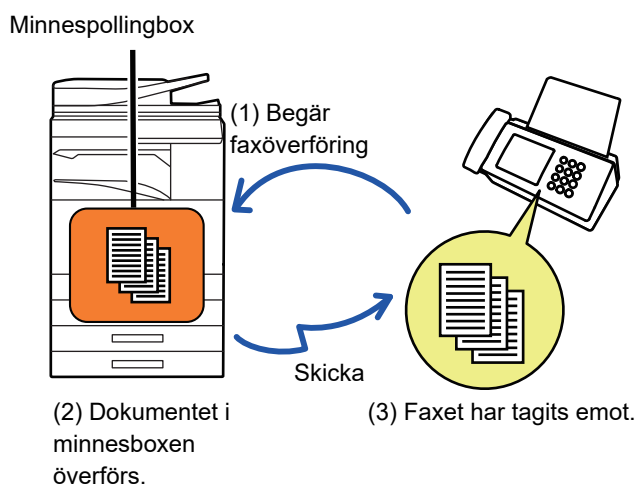 Minnespollingbox
(1) Begär
faxöverföring
Skicka
(2) Dokumentet i
minnesboxen
överförs.
(3) Faxet har tagits emot.